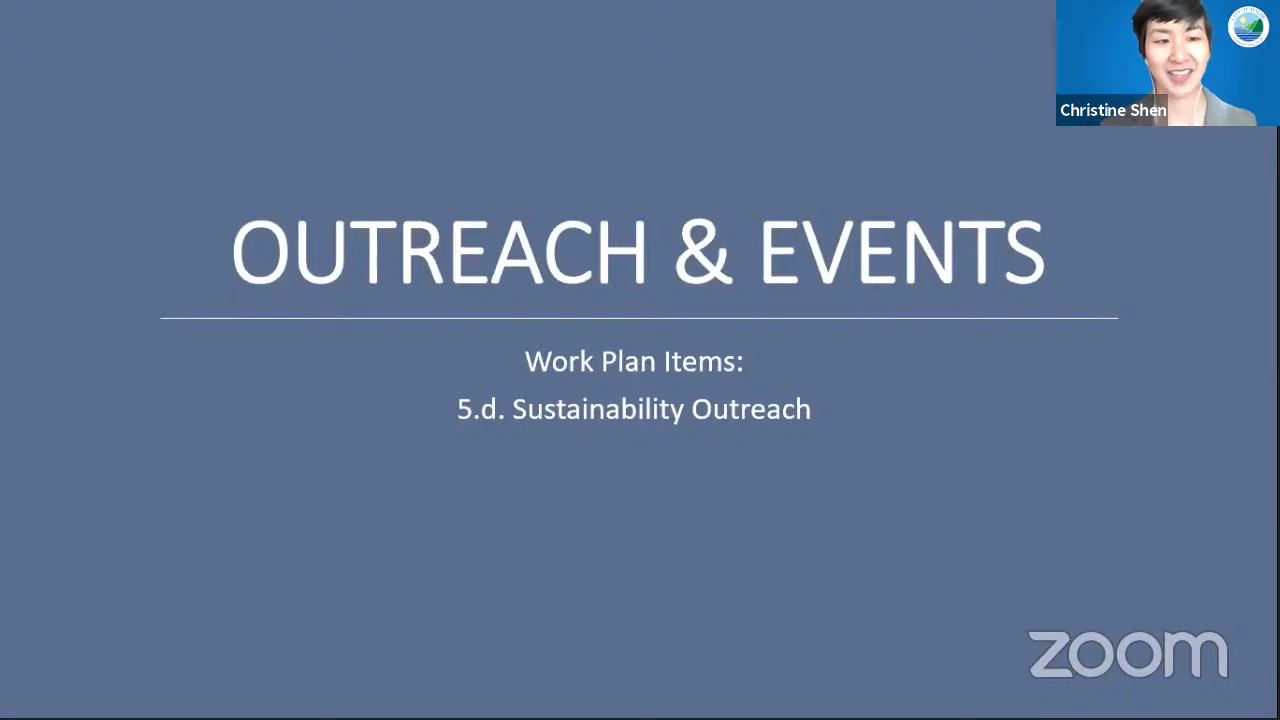 Christine Shen
OUTREACH & EVENTS
Work Plan Items:
5.d. Sustainability Outreach
zoom